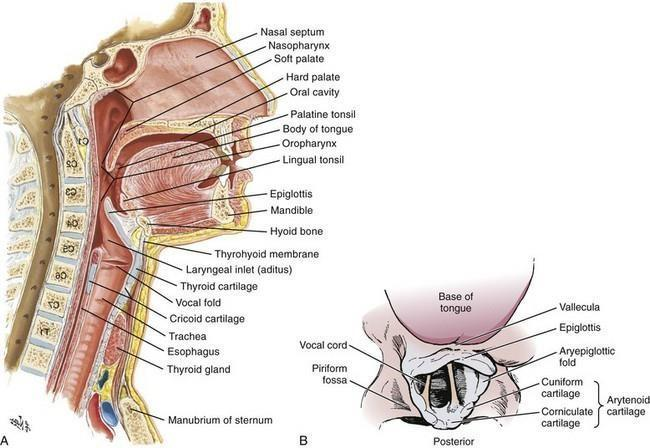 Nasal septum
Nasopharynx
Soft palate
Hard palate
Oral cavity
Palatine tonsil
Body of tongue
Oropharynx
Lingual tonsil
Epiglottis
Mandible
Hyoid bone
Thyrohyoid membrane
Laryngeal inlet (aditus)
Thyroid cartilage
Vocal fold
Cricoid cartilage
Trachea
Esophagus
Thyroid gland
Manubrium of sternum
C1
C2
C3
C4
C5
C6
C7
T1
A
Base of
tongue
Vallecula
Epiglottis
Vocal cord
Aryepiglottic
fold
Piriform
fossa
Cuniform
cartilage
Arytenoid
cartilage
Corniculate
cartilage
Posterior
B